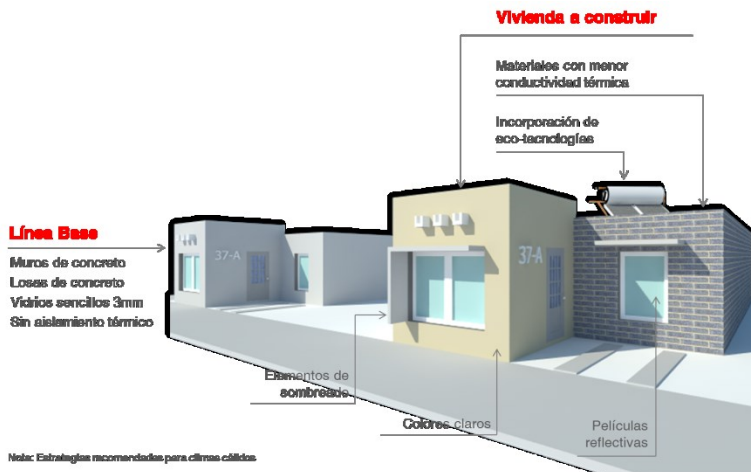 Vivienda a construir
Materiales con menor
conductividad térmica
Incorporación de
eco-tecnologías
Línea Base
Muros de concreto
Losas de concreto
Vidrios sencillos 3mm
Sin aislamiento térmico
37-A
37-A
Elementos de
sombreado
Colores claros
Películas
reflectivas
Nota: Estrategias recomendadas para climas cálidos